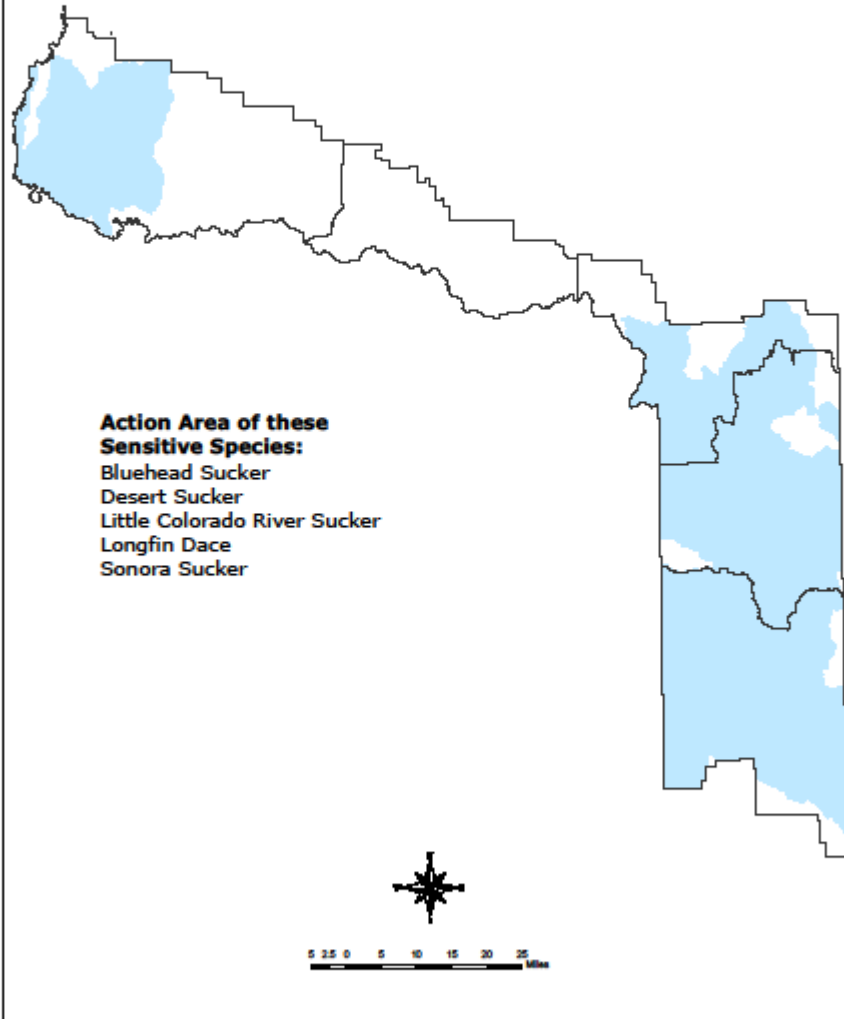 Action Area of these
Sensitive Species:
Bluehead Sucker
Desert Sucker
Little Colorado River Sucker
Longfin Dace
Sonora Sucker
5 2.5 0 5 10 15 20 25
Miles